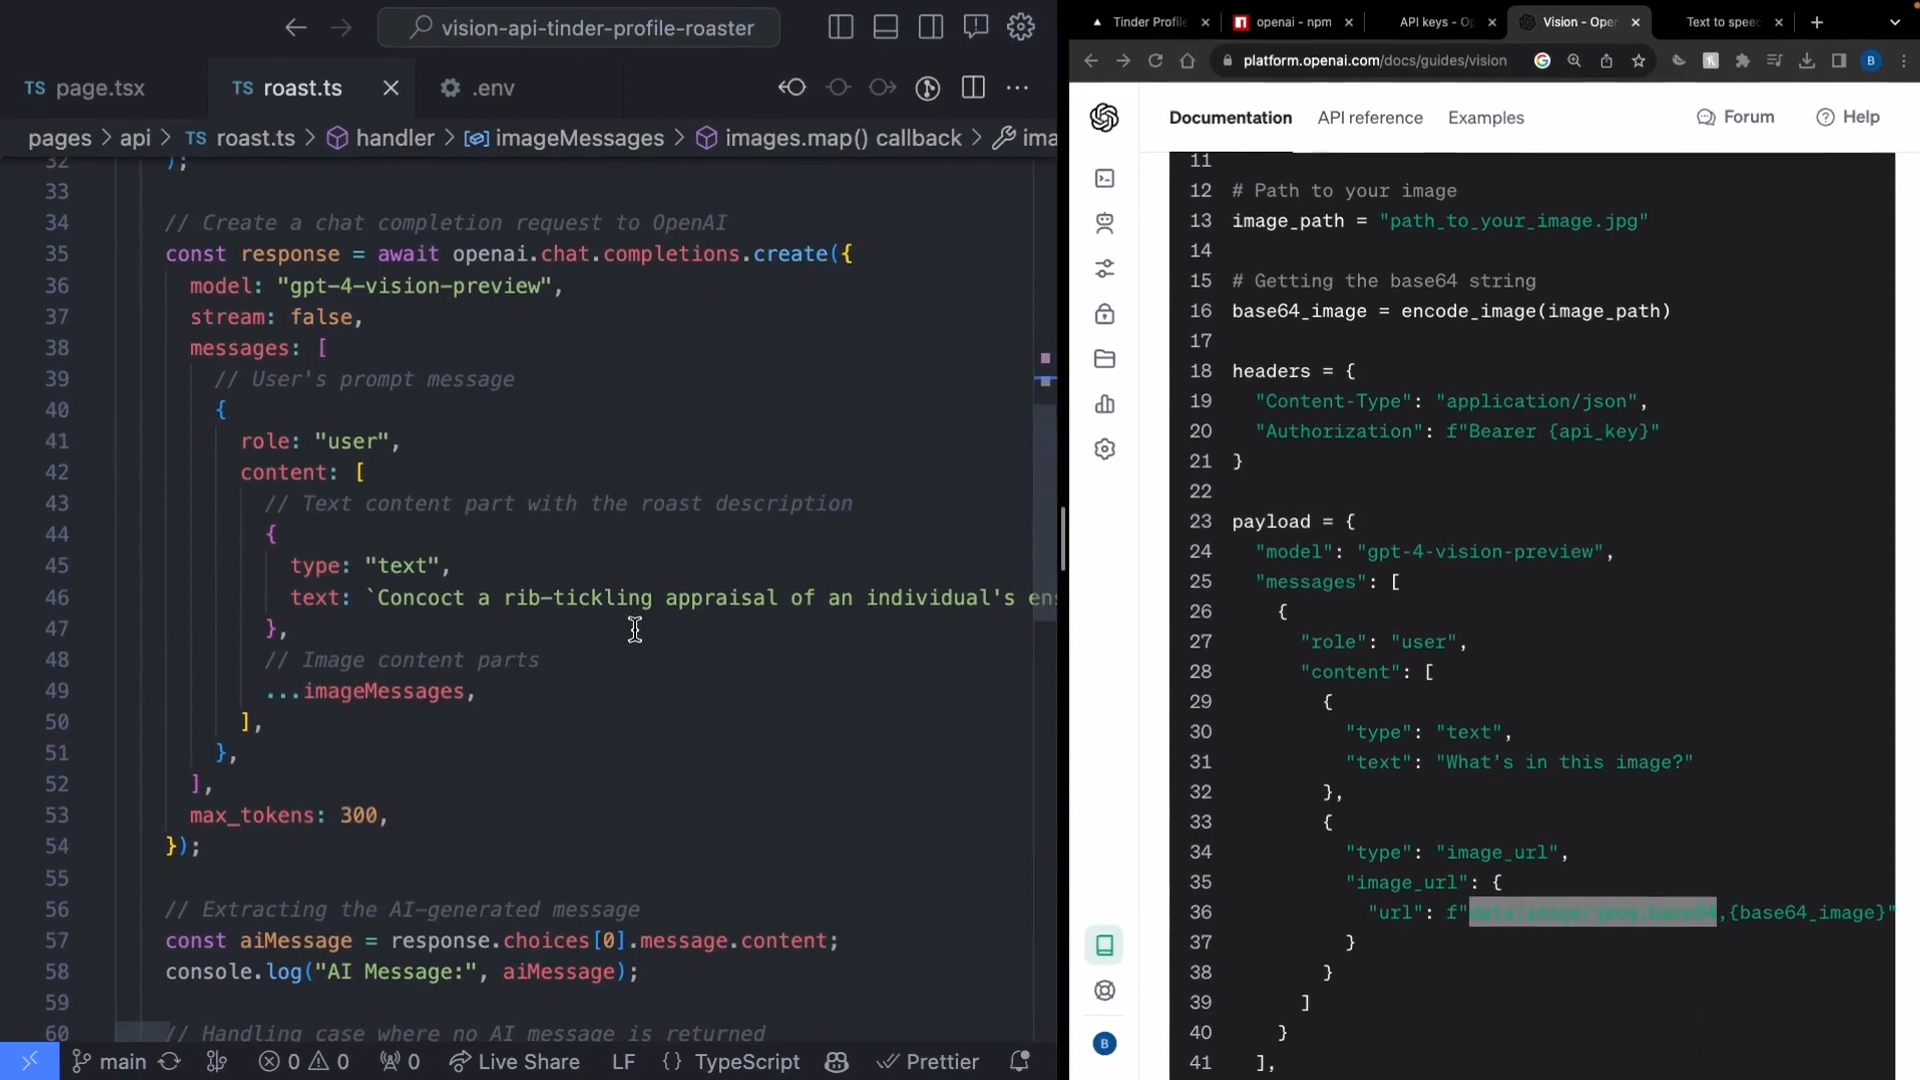 vision-api-tinder-profile-roaster
TS page.tsx
TS roast.ts
.env
pages > api > TS roast.ts > handler > imageMessages > images.map() callback > ima
32 );
33
34 // Create a chat completion request to OpenAI
35 const response = await openai.chat.completions.create({
36 model: "gpt-4-vision-preview",
37 stream: false,
38 messages: [
39 // User's prompt message
40 {
41 role: "user",
42 content: [
43 // Text content part with the roast description
44 {
45 type: "text",
46 text: `Concoct a rib-tickling appraisal of an individual's ens
47 },
48 // Image content parts
49 ...imageMessages,
50 ],
51 },
52 ],
53 max_tokens: 300,
54 });
55
56 // Extracting the AI-generated message
57 const aiMessage = response.choices[0].message.content;
58 console.log("AI Message:", aiMessage);
59
60 // Handling case where no AI message is returned
main
0 0
0
Live Share
LF
{ } TypeScript
Prettier
Tinder Profile
openai - npm
API keys - Op
Vision - Open
Text to speec
platform.openai.com/docs/guides/vision
B
Documentation
API reference
Examples
Forum
Help
11
12 # Path to your image
13 image_path = "path_to_your_image.jpg"
14
15 # Getting the base64 string
16 base64_image = encode_image(image_path)
17
18 headers = {
19 "Content-Type": "application/json",
20 "Authorization": f"Bearer {api_key}"
21 }
22
23 payload = {
24 "model": "gpt-4-vision-preview",
25 "messages": [
26 {
27 "role": "user",
28 "content": [
29 {
30 "type": "text",
31 "text": "What's in this image?"
32 },
33 {
34 "type": "image_url",
35 "image_url": {
36 "url": f"data:image/jpeg;base64,{base64_image}"
37 }
38 }
39 ]
40 }
41 ],
B